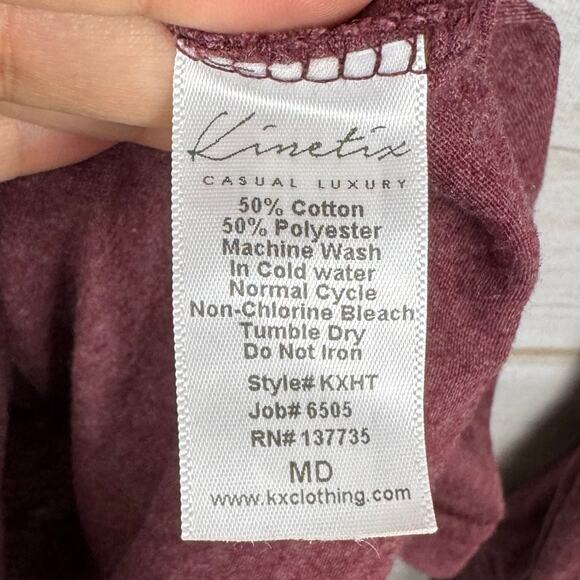 Kinetix
CASUAL LUXURY
50% Cotton
50% Polyester
Machine Wash
In Cold water
Normal Cycle
Non-Chlorine Bleach
Tumble Dry
Do Not Iron
Style# KXHT
Job# 6505
RN# 137735
MD
www.kxclothing.com